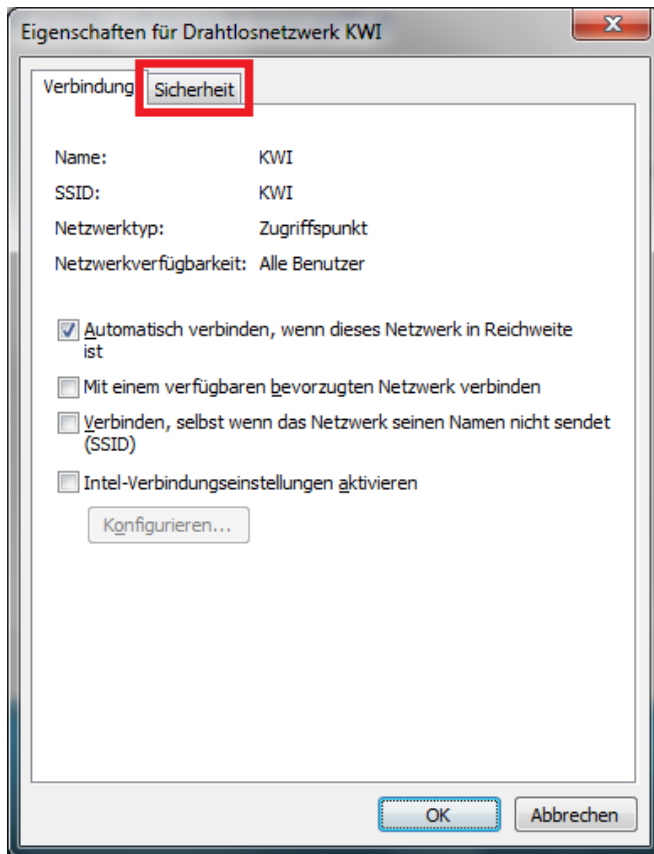 Eigenschaften für Drahtlosnetzwerk KWI
Verbindung Sicherheit
Name: KWI
SSID: KWI
Netzwerktyp: Zugriffspunkt
Netzwerkverfügbarkeit: Alle Benutzer
Automatisch verbinden, wenn dieses Netzwerk in Reichweite
ist
Mit einem verfügbaren bevorzugten Netzwerk verbinden
Verbinden, selbst wenn das Netzwerk seinen Namen nicht sendet
(SSID)
Intel-Verbindungseinstellungen aktivieren
Konfigurieren...
OK Abbrechen